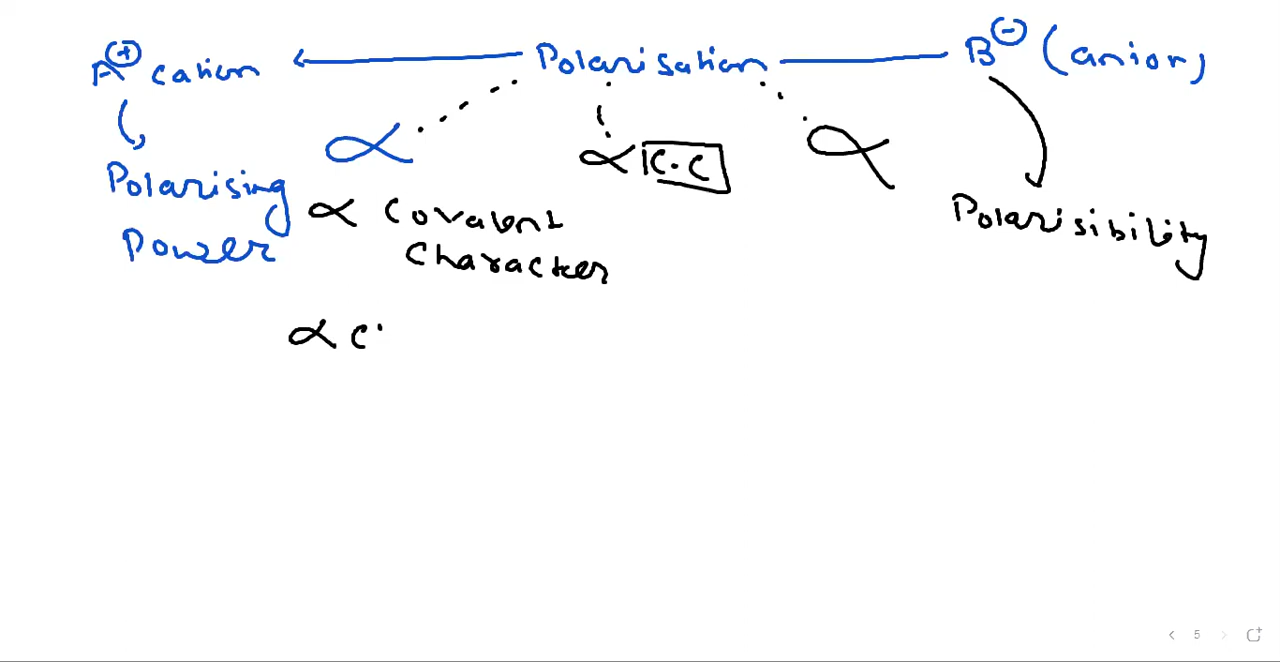 A⊕ cation ← Polarisation — B⊖ (anion)
∝ ∝ C.C ∝
Polarising Power
∝ Covalent Character
Polarisibility
∝ C.
5